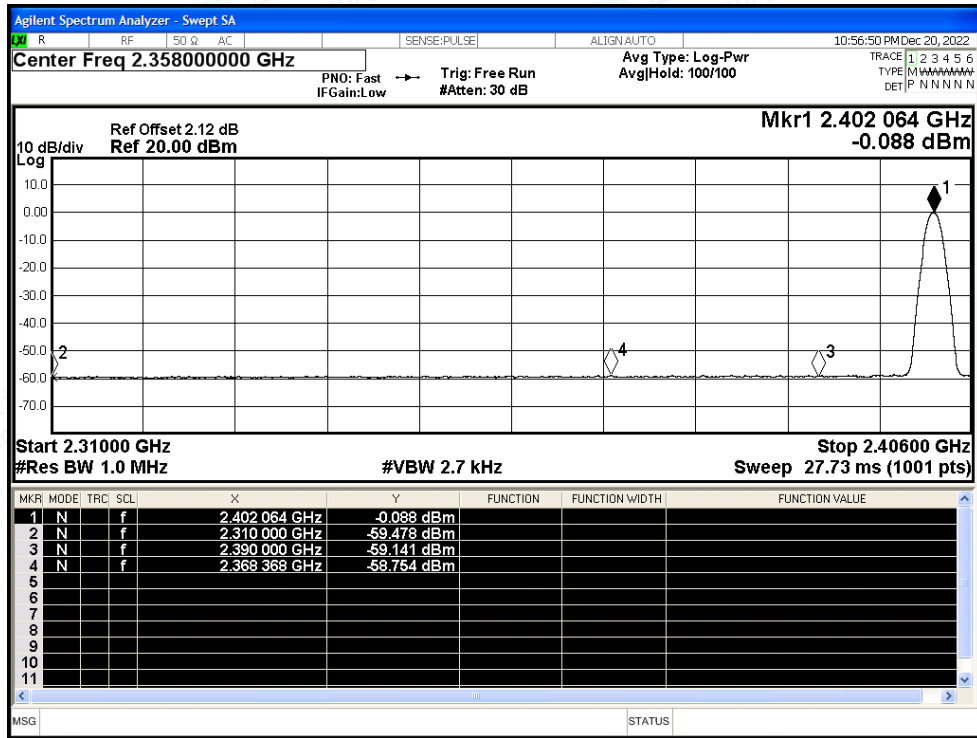 Agilent Spectrum Analyzer - Swept SA
LXI R RF 50 Ω AC SENSE:PULSE ALIGN AUTO 10:56:50 PM Dec 20, 2022
Center Freq 2.358000000 GHz
PNO: Fast
IFGain:Low
Trig: Free Run
#Atten: 30 dB
Avg Type: Log-Pwr
Avg|Hold: 100/100
TRACE 1 2 3 4 5 6
TYPE M
DET P N N N N N
Mkr1 2.402 064 GHz
-0.088 dBm
Ref Offset 2.12 dB
10 dB/div Ref 20.00 dBm
Log
10.0
0.00
-10.0
-20.0
-30.0
-40.0
-50.0
-60.0
-70.0
1
2
4
3
Start 2.31000 GHz Stop 2.40600 GHz
#Res BW 1.0 MHz #VBW 2.7 kHz Sweep 27.73 ms (1001 pts)
MKR MODE TRC SCL X Y FUNCTION FUNCTION WIDTH FUNCTION VALUE
1 N f 2.402 064 GHz -0.088 dBm
2 N f 2.310 000 GHz -59.478 dBm
3 N f 2.390 000 GHz -59.141 dBm
4 N f 2.368 368 GHz -58.754 dBm
5
6
7
8
9
10
11
MSG STATUS